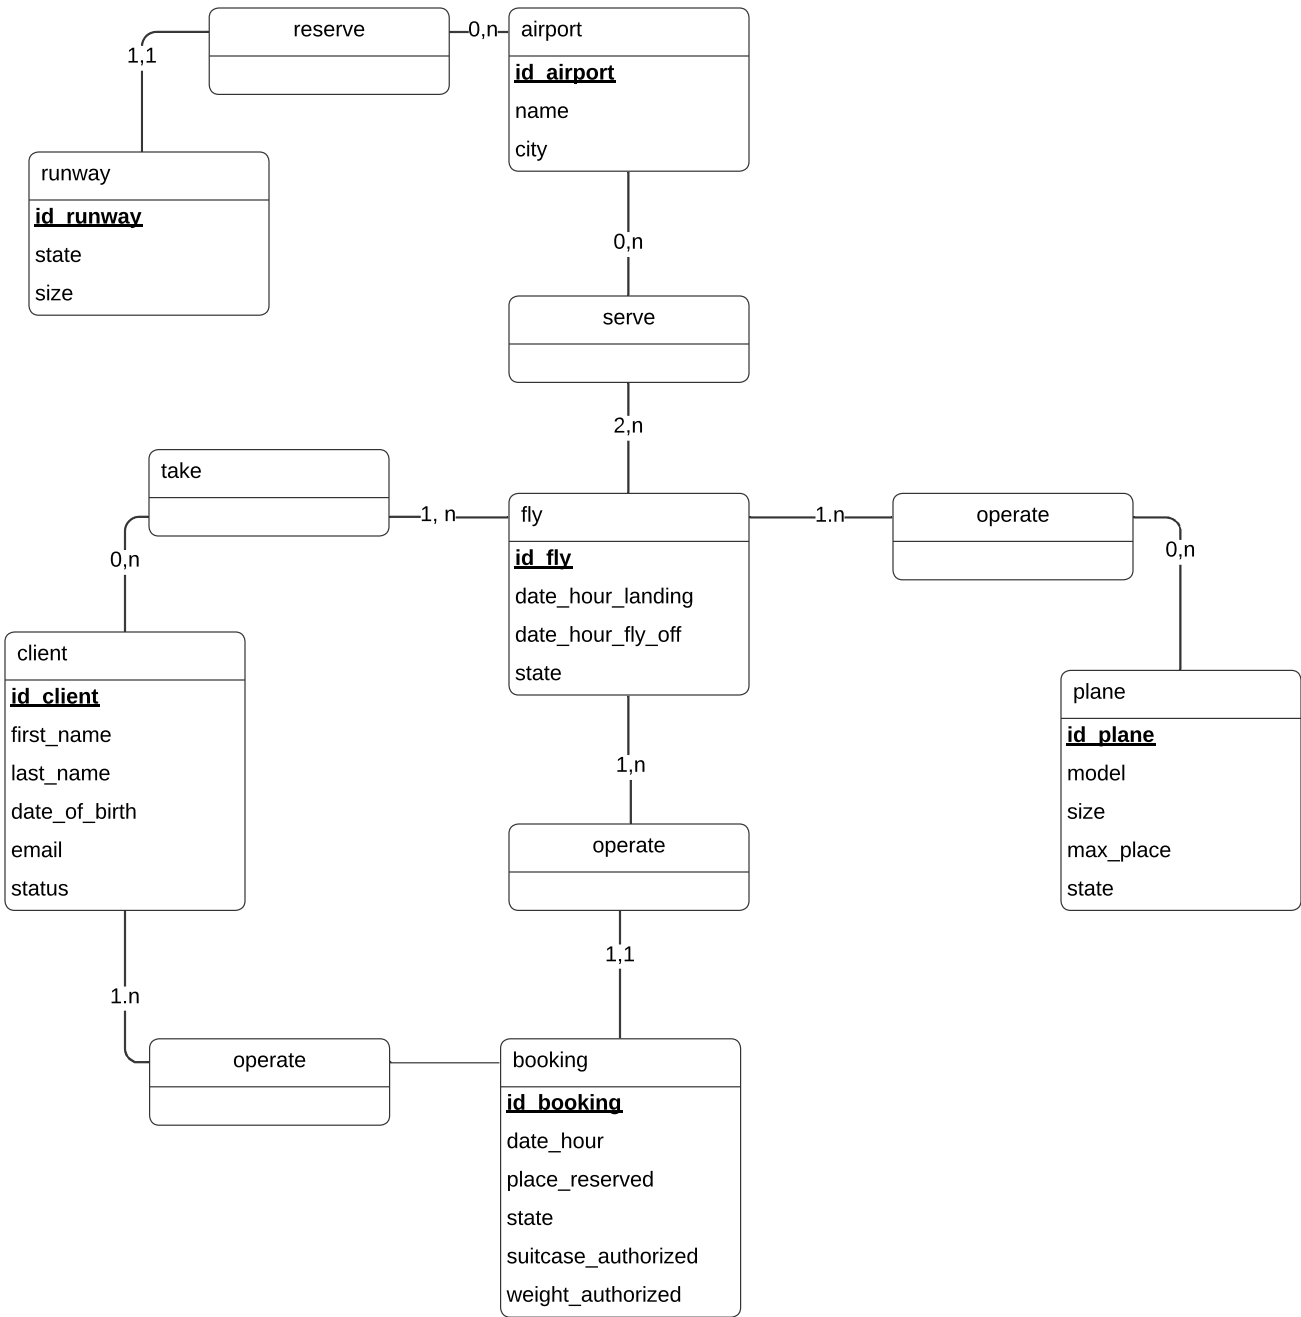 reserve
0,n
airport
1,1
id_airport
name
city
runway
id_runway
state
size
0,n
serve
2,n
take
1, n
fly
1.n
operate
0,n
0,n
id_fly
date_hour_landing
date_hour_fly_off
state
client
id_client
first_name
last_name
date_of_birth
email
status
plane
id_plane
model
size
max_place
state
1,n
operate
1,1
1.n
operate
booking
id_booking
date_hour
place_reserved
state
suitcase_authorized
weight_authorized